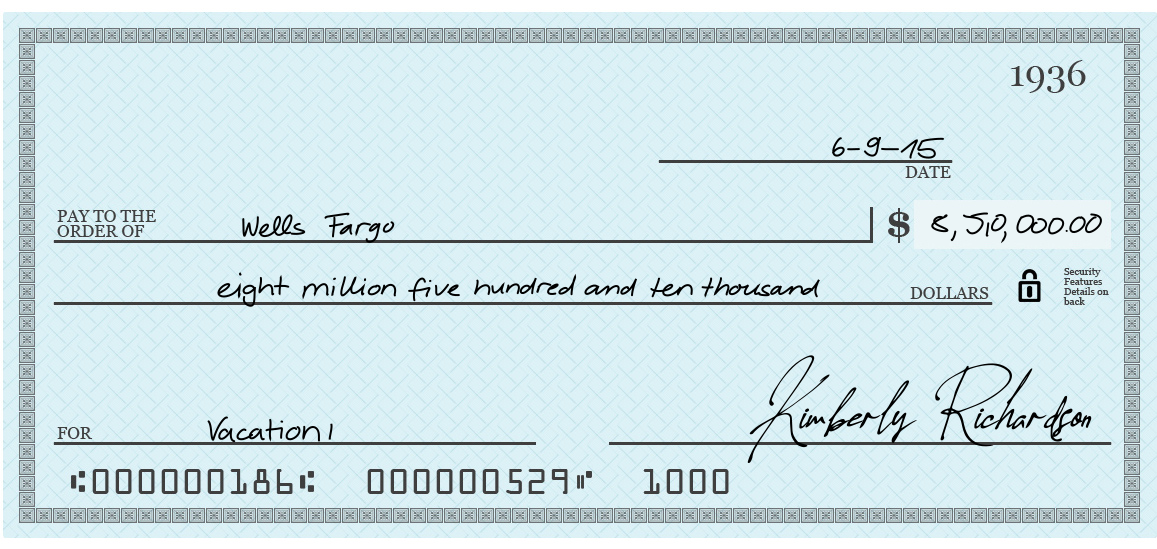 1936
6-9-15
DATE
PAY TO THE
ORDER OF Wells Fargo $ 8,510,000.00
eight million five hundred and ten thousand DOLLARS
Security
Features
Details on
back
Kimberly Richardson
FOR Vacation1
⑆000000186⑆ 000000529⑈ 1000